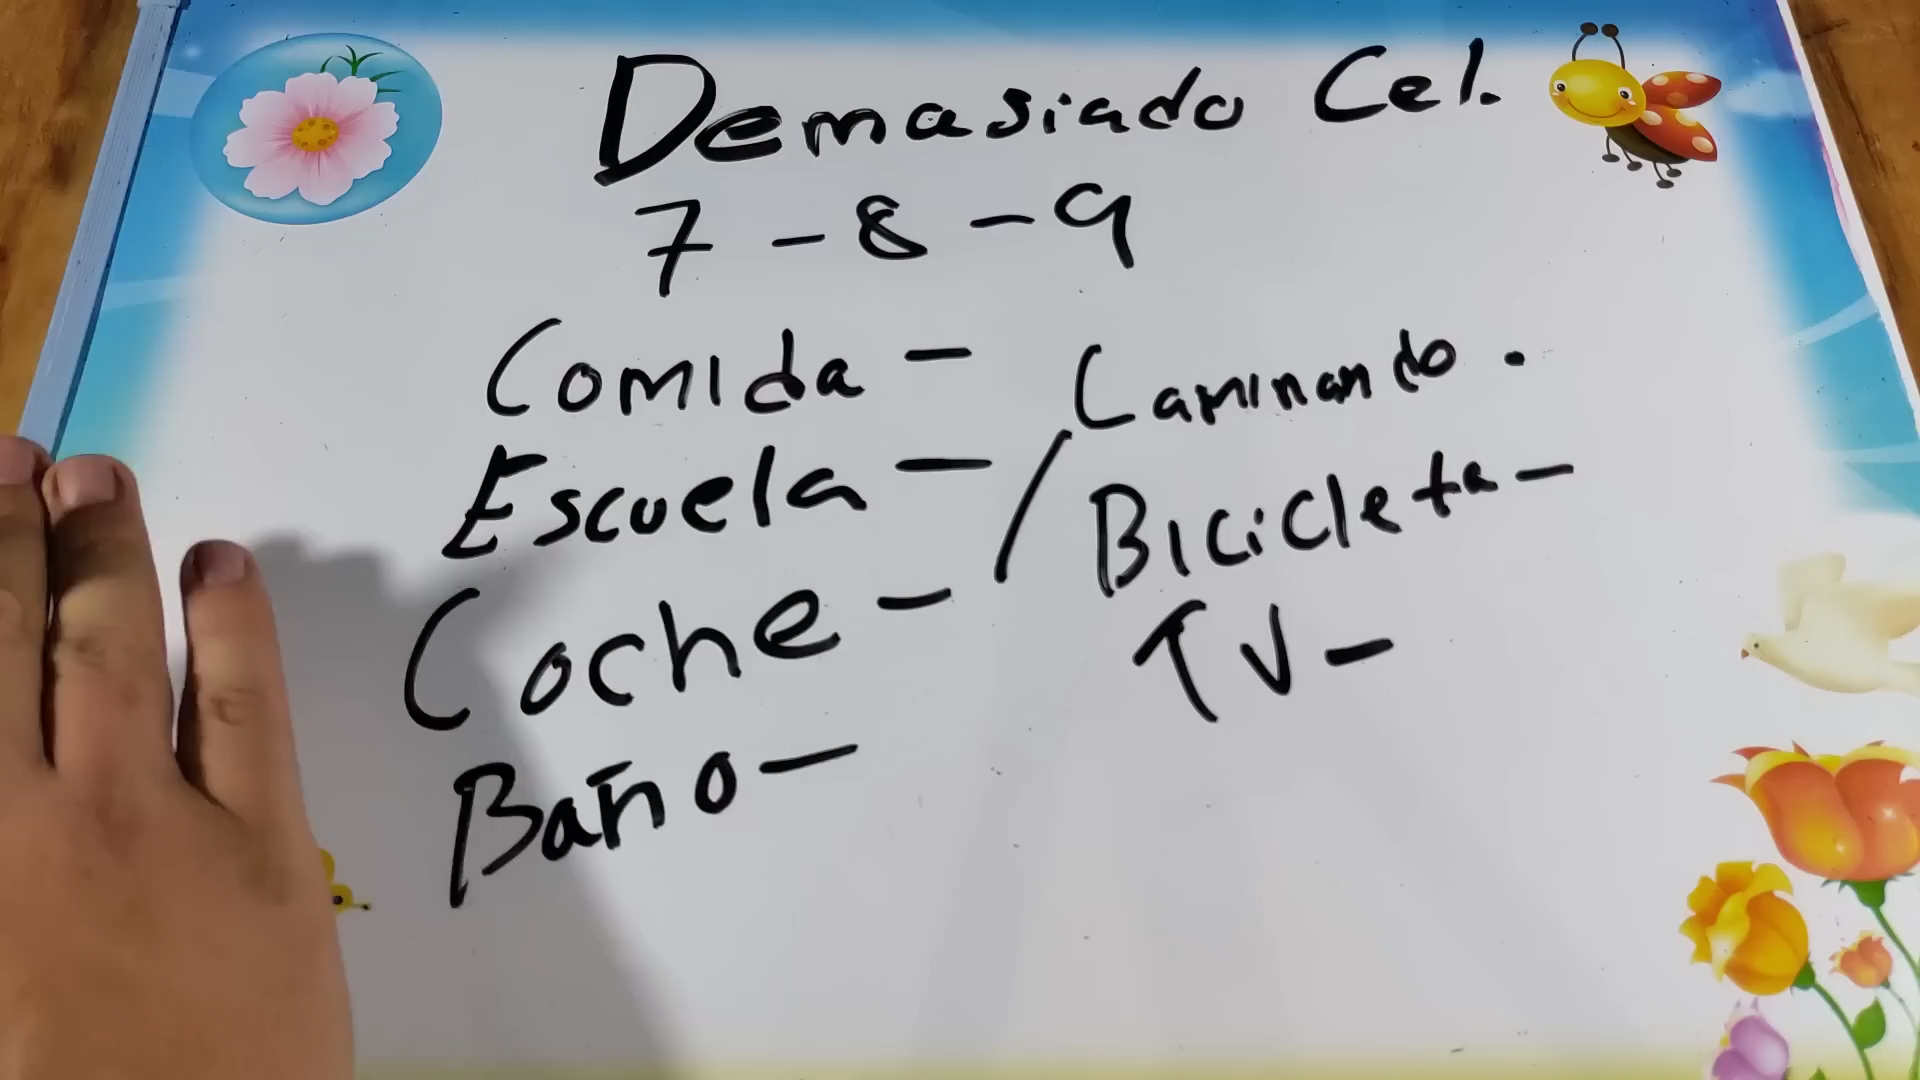 Demasiado Cel.
7 - 8 - 9
Comida - Caminando.
Escuela - / Bicicleta -
Coche - TV -
Baño -